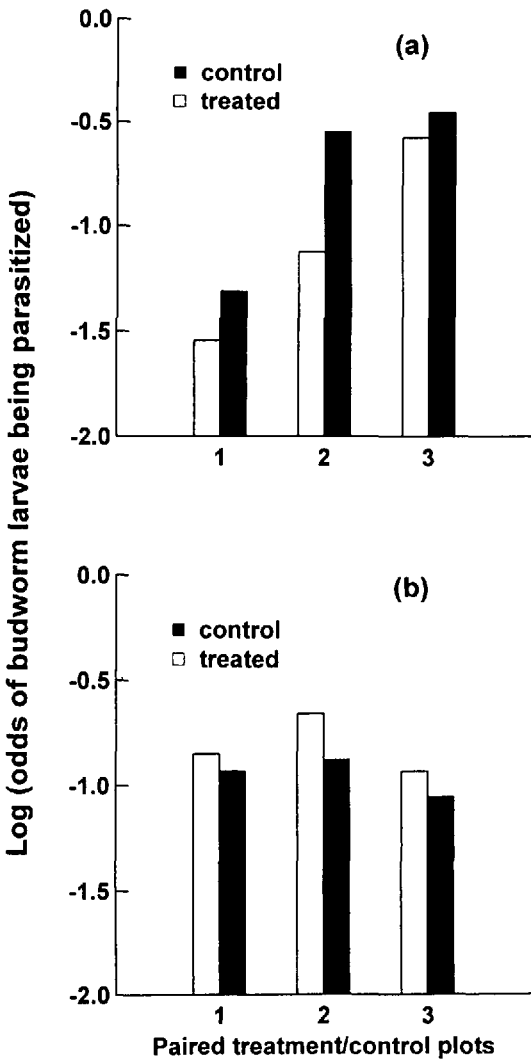 Log (odds of budworm larvae being parasitized)
(a)
control
treated
0.0
-0.5
-1.0
-1.5
-2.0
1 2 3
(b)
control
treated
0.0
-0.5
-1.0
-1.5
-2.0
1 2 3
Paired treatment/control plots